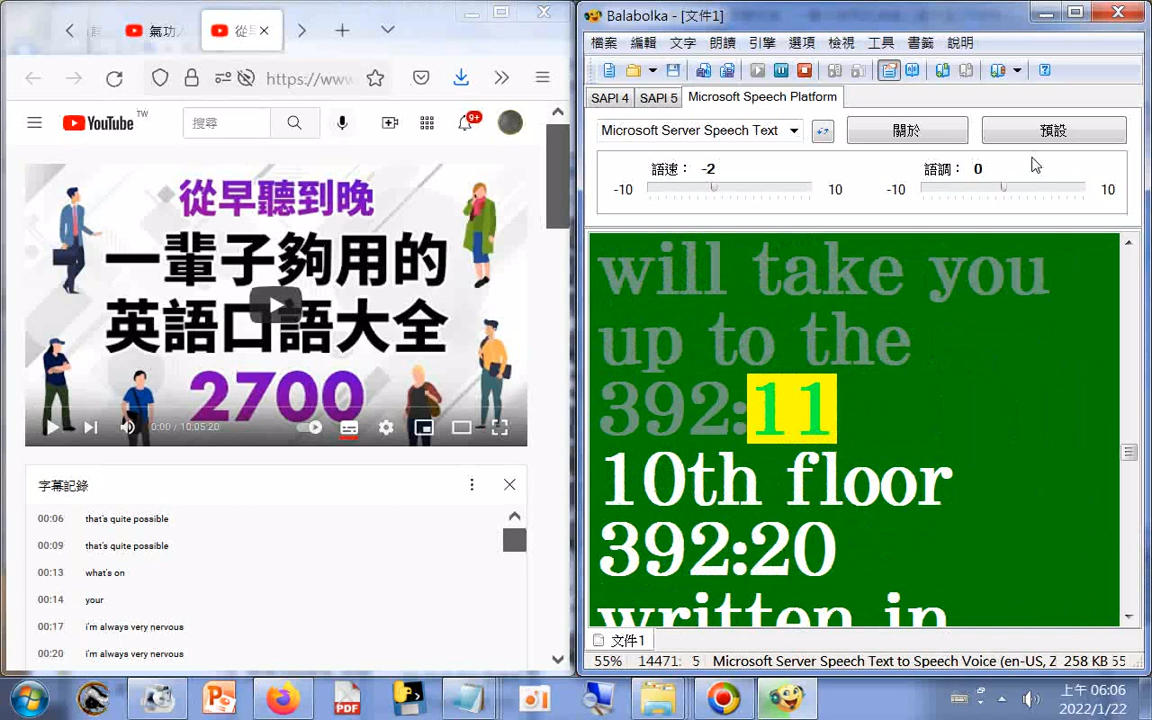 氣功人
從
https://www
YouTube TW
搜尋
9+
從早聽到晚
一輩子夠用的
英語口語大全
2700
0:00 / 10:05:20
字幕記錄
00:06 that's quite possible
00:09 that's quite possible
00:13 what's on
00:14 your
00:17 i'm always very nervous
00:20 i'm always very nervous
Balabolka - [文件1]
檔案 編輯 文字 朗讀 引擎 選項 檢視 工具 書籤 說明
SAPI 4 SAPI 5 Microsoft Speech Platform
Microsoft Server Speech Text 關於 預設
語速： -2 語調： 0
-10 10 -10 10
will take you
up to the
392:11
10th floor
392:20
written in
文件1
55% 14471: 5 Microsoft Server Speech Text to Speech Voice (en-US, Z 258 KB 55
PDF
上午 06:06
2022/1/22